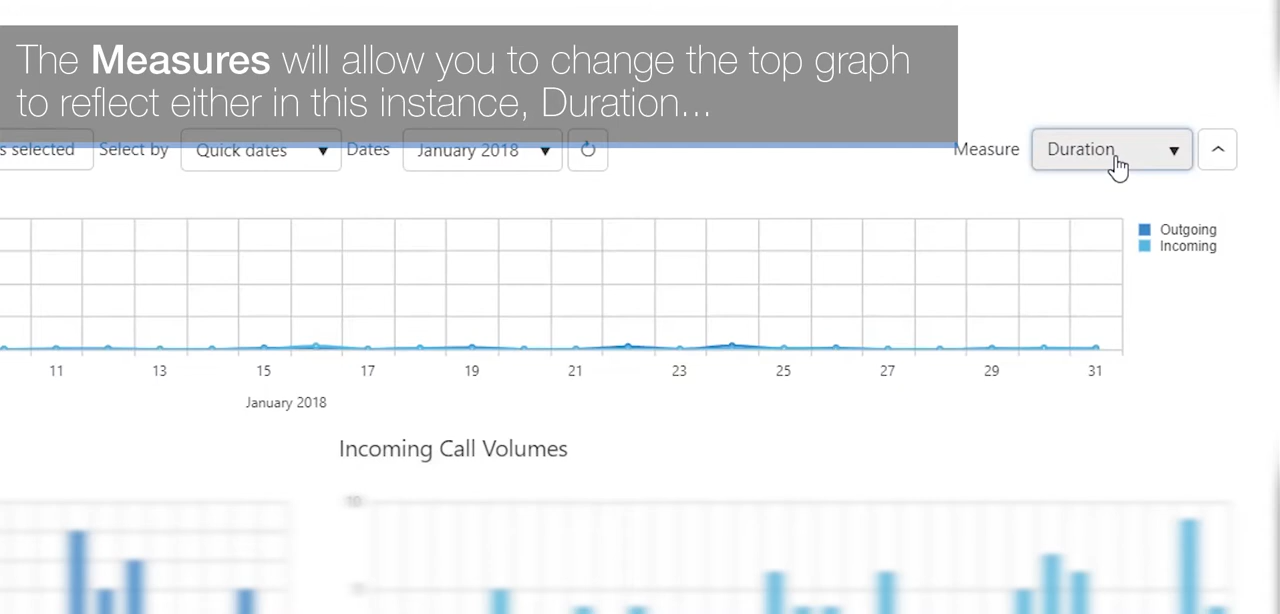 The Measures will allow you to change the top graph
to reflect either in this instance, Duration...
s selected Select by Quick dates Dates January 2018 Measure Duration
Outgoing
Incoming
11 13 15 17 19 21 23 25 27 29 31
January 2018
Incoming Call Volumes